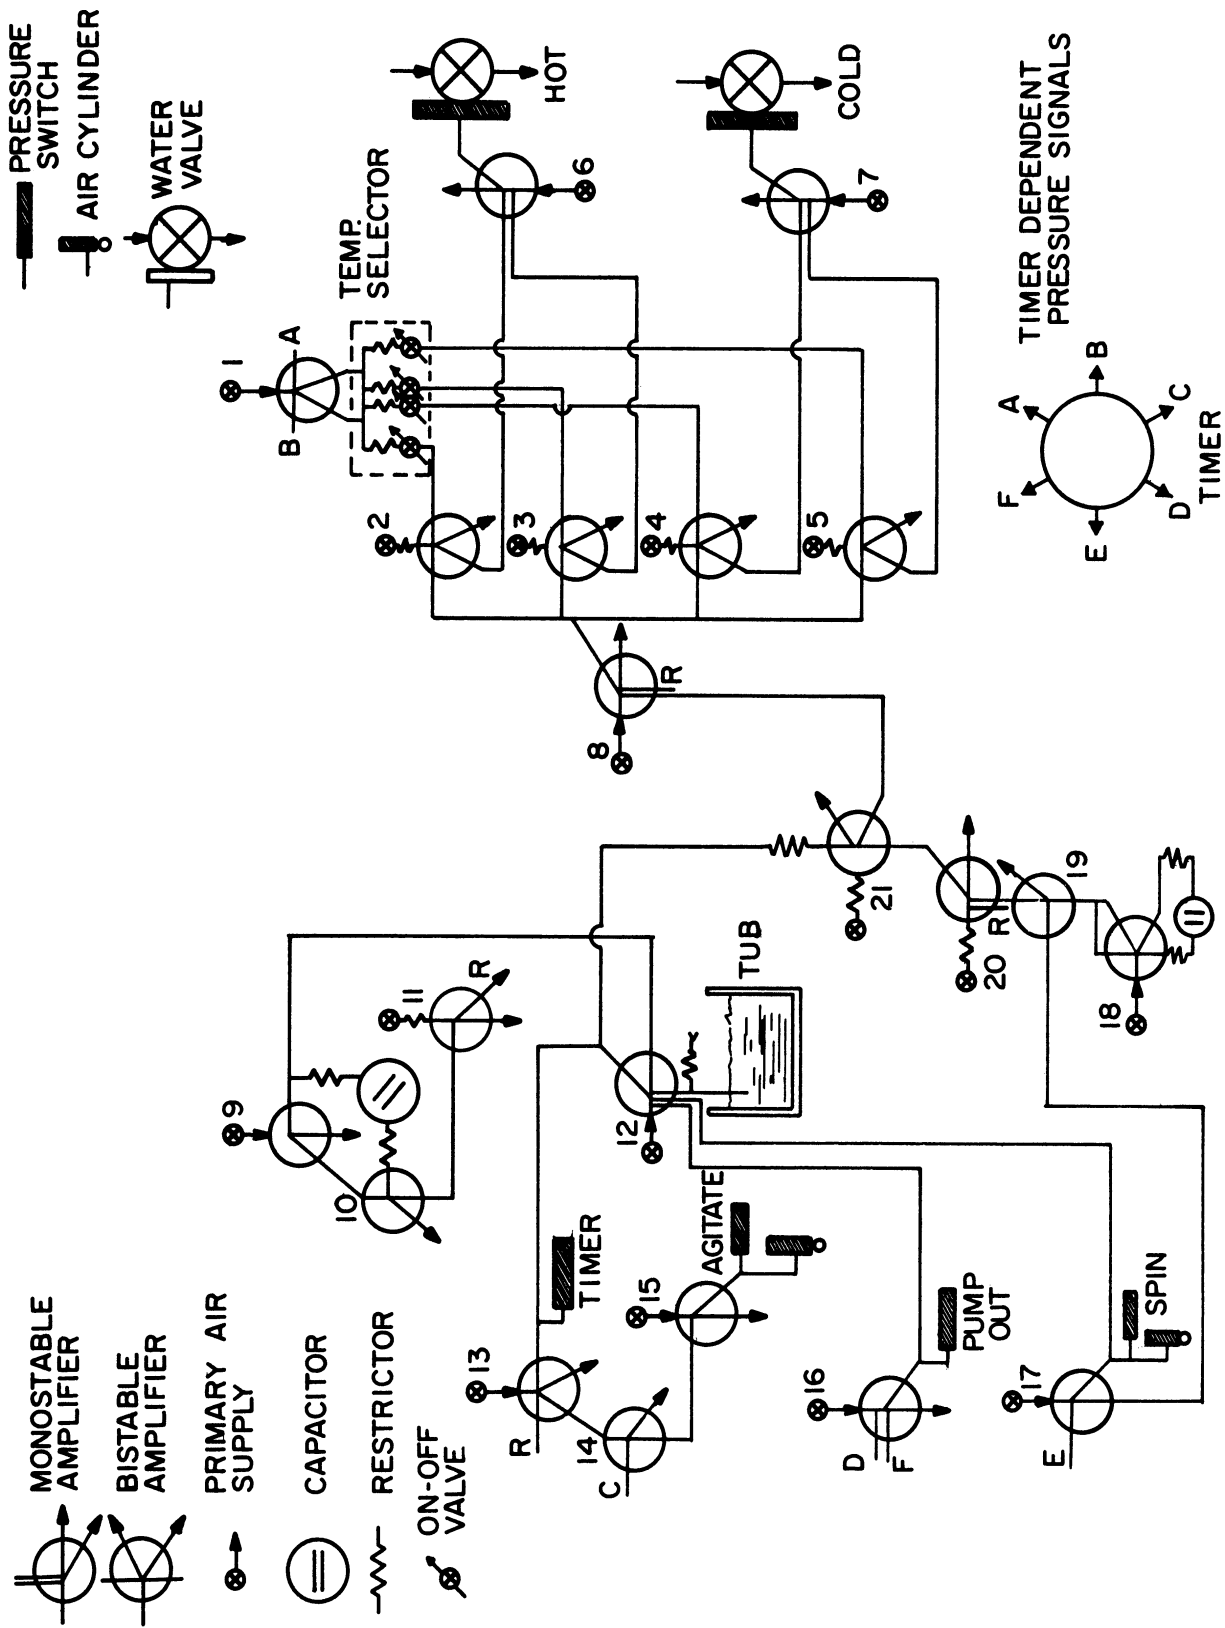 MONOSTABLE
AMPLIFIER
BISTABLE
AMPLIFIER
PRIMARY AIR
SUPPLY
CAPACITOR
RESTRICTOR
ON-OFF
VALVE
PRESSURE
SWITCH
AIR CYLINDER
WATER
VALVE
9
10
11
R
1
B
A
TEMP.
SELECTOR
2
3
4
5
6
7
HOT
COLD
8
R
12
TUB
13
R
TIMER
14
C
15
AGITATE
16
D
F
PUMP
OUT
17
E
SPIN
18
19
20
R
21
TIMER DEPENDENT
PRESSURE SIGNALS
A
B
C
D
E
F
TIMER